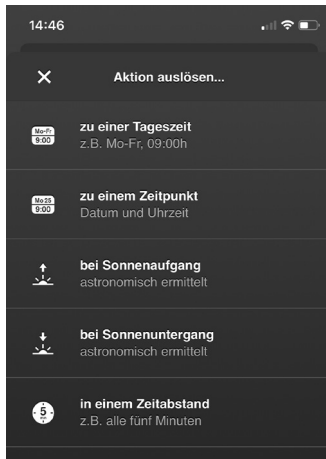 14:46
Aktion auslösen...
Mo-Fr
9:00
zu einer Tageszeit
z.B. Mo-Fr, 09:00h
Mo 25
9:00
zu einem Zeitpunkt
Datum und Uhrzeit
bei Sonnenaufgang
astronomisch ermittelt
bei Sonnenuntergang
astronomisch ermittelt
5
in einem Zeitabstand
z.B. alle fünf Minuten